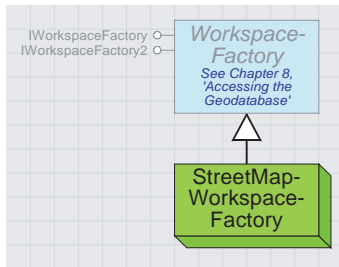 IWorkspaceFactory
IWorkspaceFactory2
Workspace-
Factory
See Chapter 8,
'Accessing the
Geodatabase'
StreetMap-
Workspace-
Factory